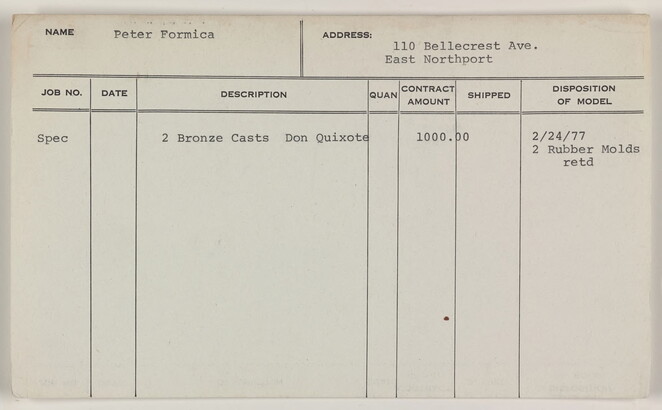 NAME Peter Formica ADDRESS:
110 Bellecrest Ave.
East Northport
JOB NO. DATE DESCRIPTION QUAN CONTRACT AMOUNT SHIPPED DISPOSITION OF MODEL
Spec 2 Bronze Casts Don Quixote 1000.00 2/24/77
2 Rubber Molds
retd